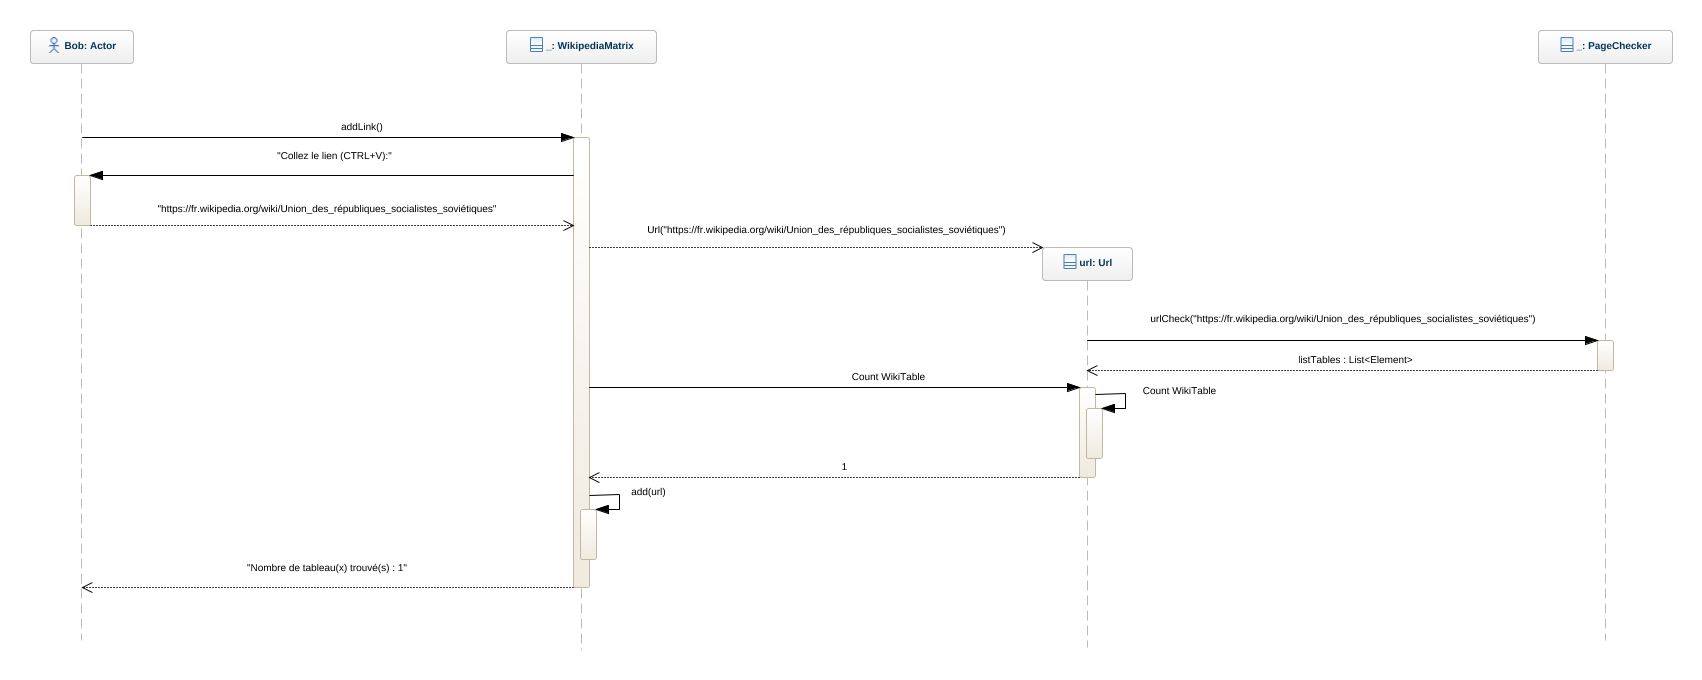 Bob: Actor
_: WikipediaMatrix
_: PageChecker
addLink()
"Collez le lien (CTRL+V):"
"https://fr.wikipedia.org/wiki/Union_des_républiques_socialistes_soviétiques"
Url("https://fr.wikipedia.org/wiki/Union_des_républiques_socialistes_soviétiques")
url: Url
urlCheck("https://fr.wikipedia.org/wiki/Union_des_républiques_socialistes_soviétiques")
listTables : List<Element>
Count WikiTable
Count WikiTable
1
add(url)
"Nombre de tableau(x) trouvé(s) : 1"